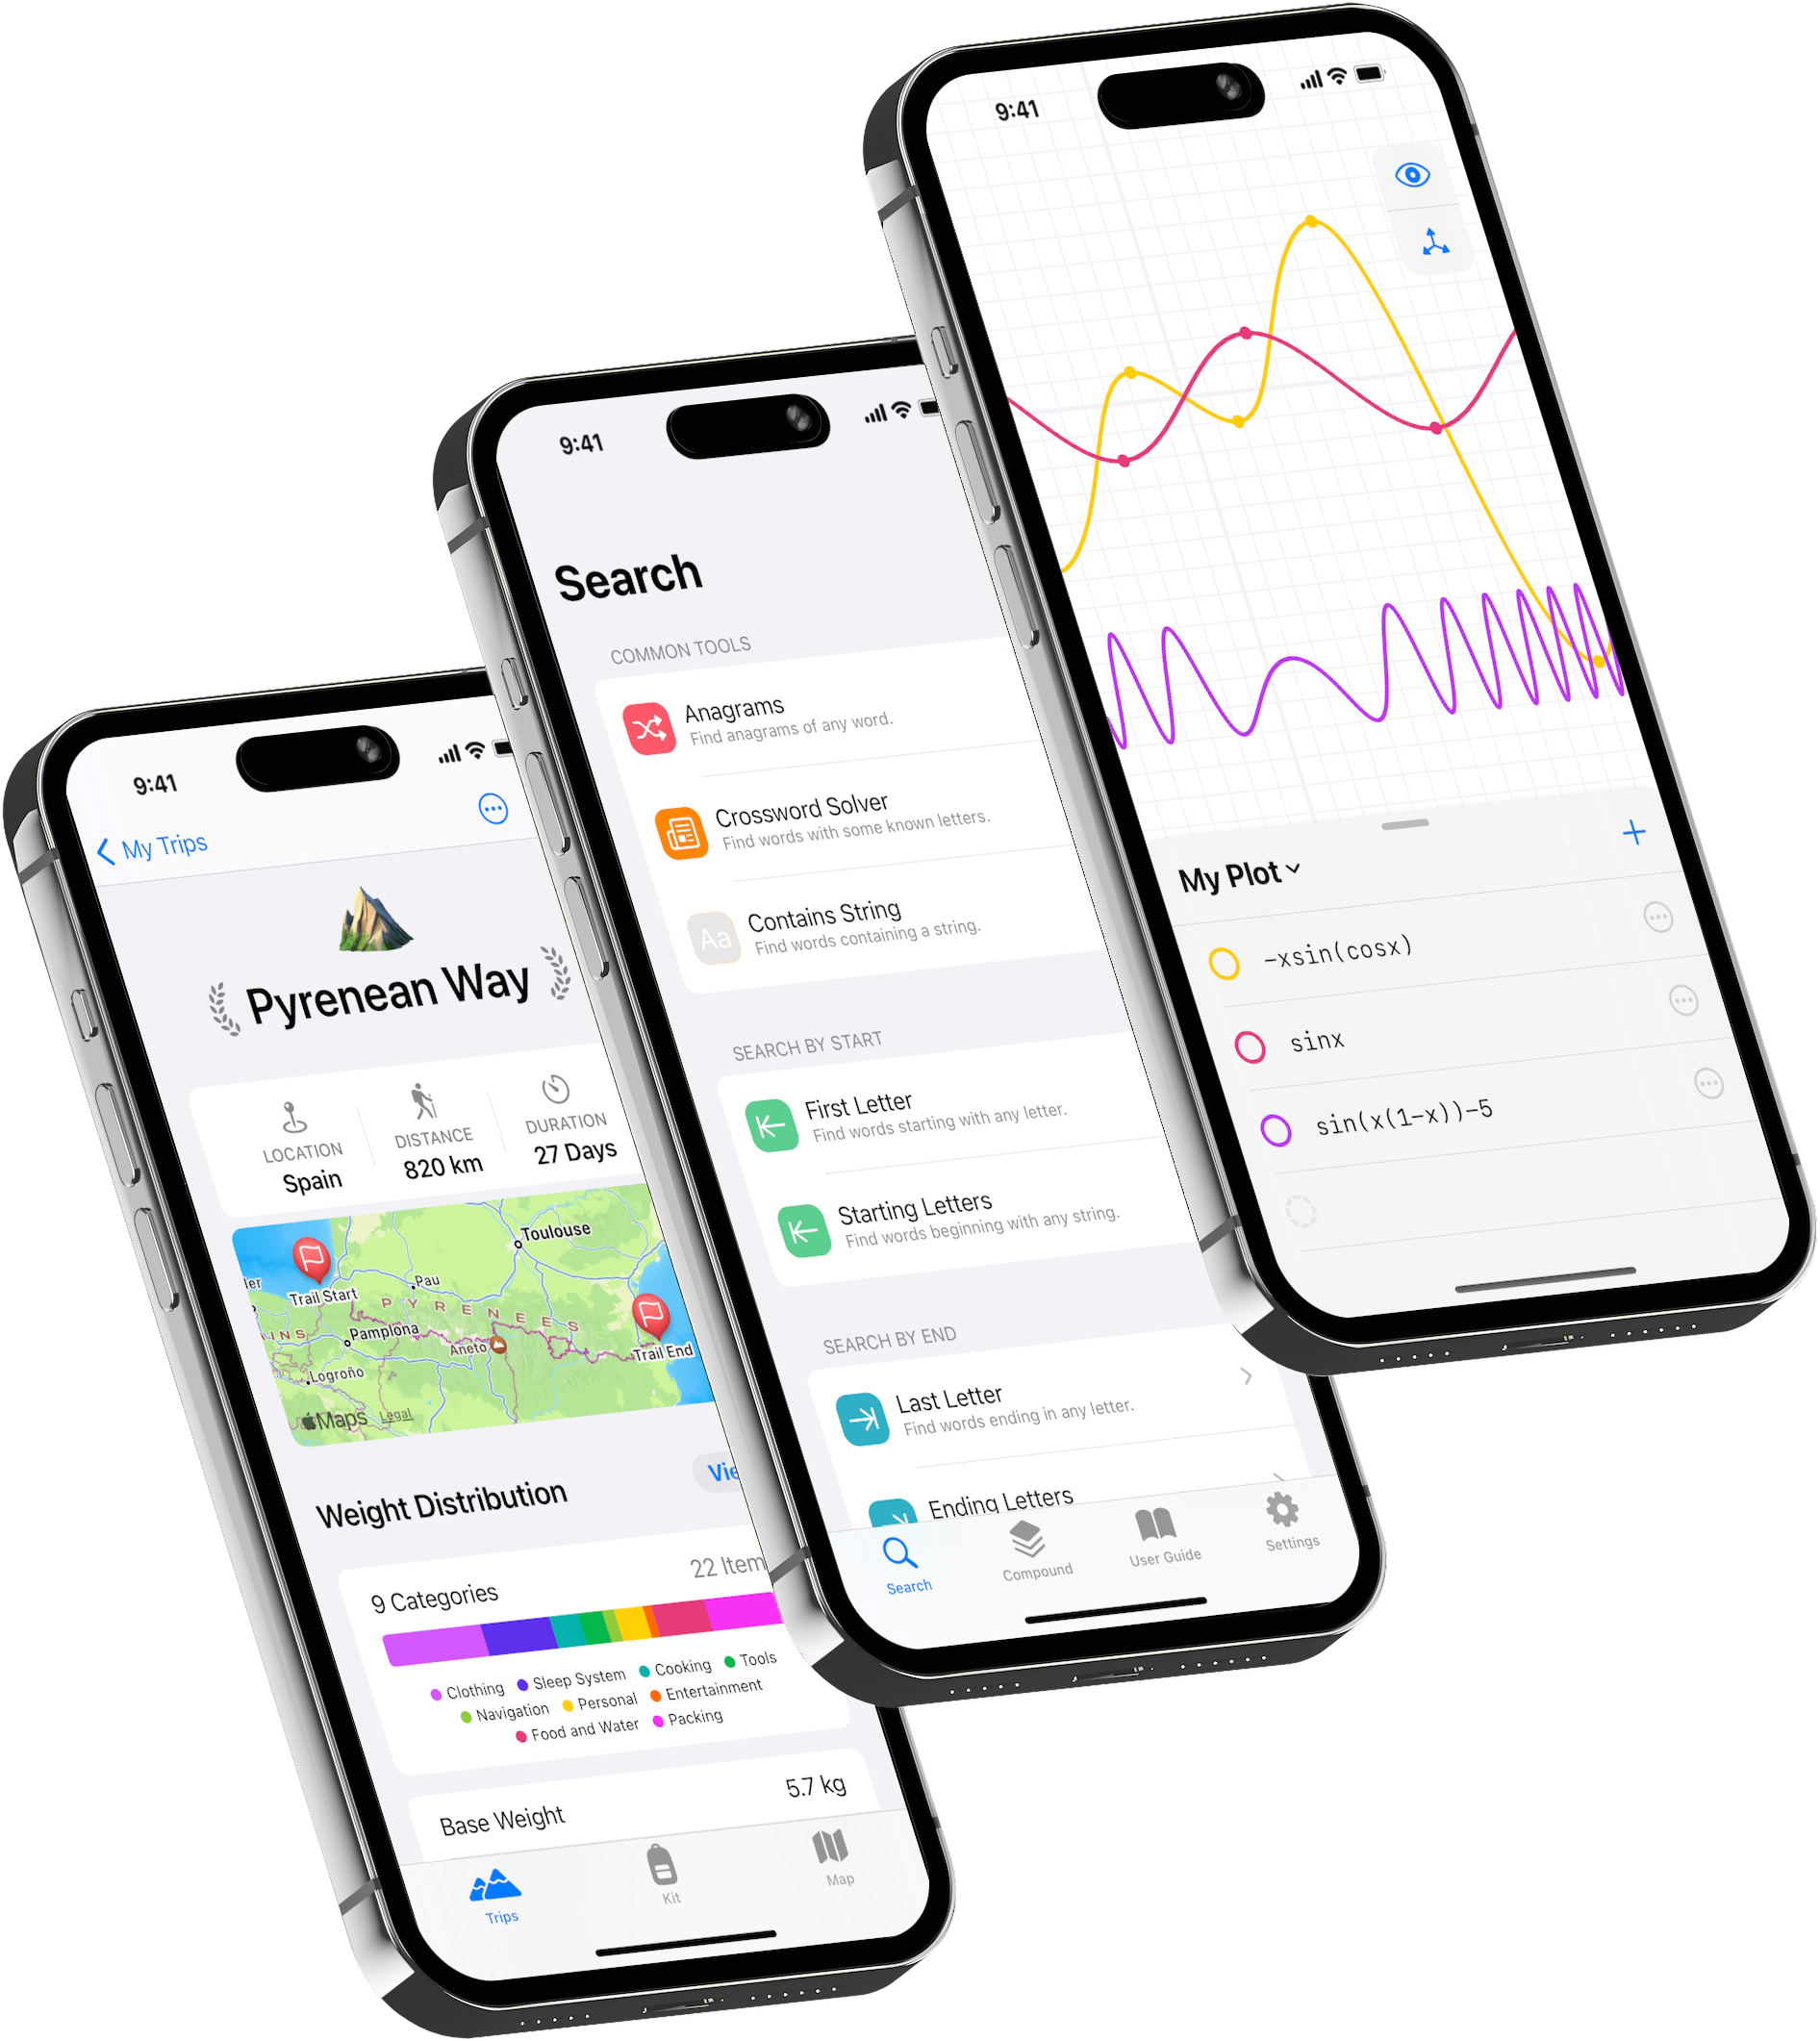 9:41
My Trips
Pyrenean Way
LOCATION
Spain
DISTANCE
820 km
DURATION
27 Days
Toulouse
Pau
Trail Start
PYRENEES
Pamplona
Aneto
Trail End
Logroño
Maps
Legal
Weight Distribution
9 Categories
Clothing Sleep System Cooking Tools
Navigation Personal Entertainment
Food and Water Packing
Base Weight 5.7 kg
Trips Kit Map
9:41
Search
COMMON TOOLS
Anagrams
Find anagrams of any word.
Crossword Solver
Find words with some known letters.
Aa
Contains String
Find words containing a string.
SEARCH BY START
First Letter
Find words starting with any letter.
Starting Letters
Find words beginning with any string.
SEARCH BY END
Last Letter
Find words ending in any letter.
Ending Letters
Search Compound User Guide Settings
9:41
My Plot
−xsin(cosx)
sinx
sin(x(1−x))−5